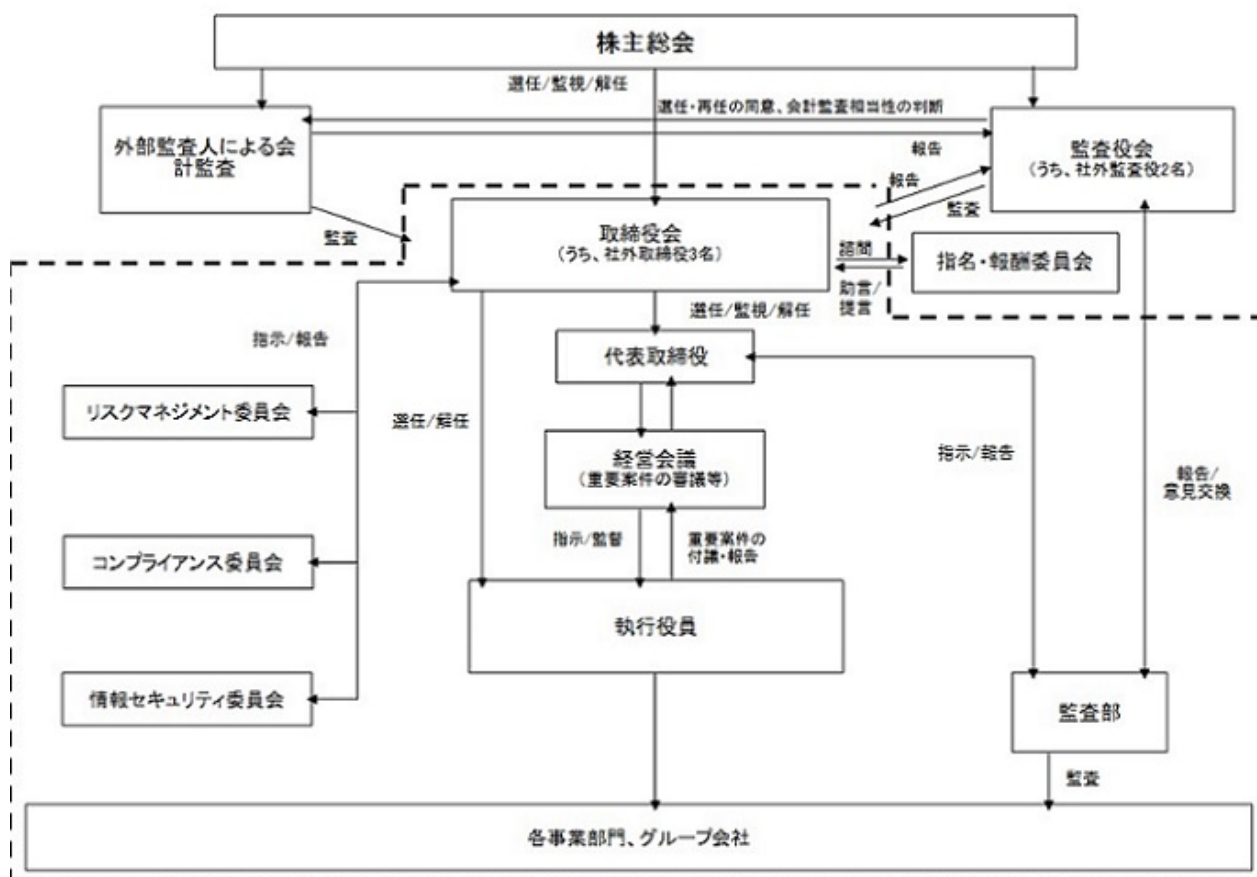 株主総会
選任/監視/解任
選任・再任の同意、会計監査相当性の判断
外部監査人による会
計監査
報告
監査役会
(うち、社外監査役2名)
報告
監査
監査
取締役会
(うち、社外取締役3名)
諮問
助言/
提言
指名・報酬委員会
選任/監視/解任
指示/報告
代表取締役
リスクマネジメント委員会
選任/解任
経営会議
(重要案件の審議等)
指示/報告
報告/
意見交換
指示/監督
重要案件の
付議・報告
コンプライアンス委員会
執行役員
情報セキュリティ委員会
監査部
監査
各事業部門、グループ会社